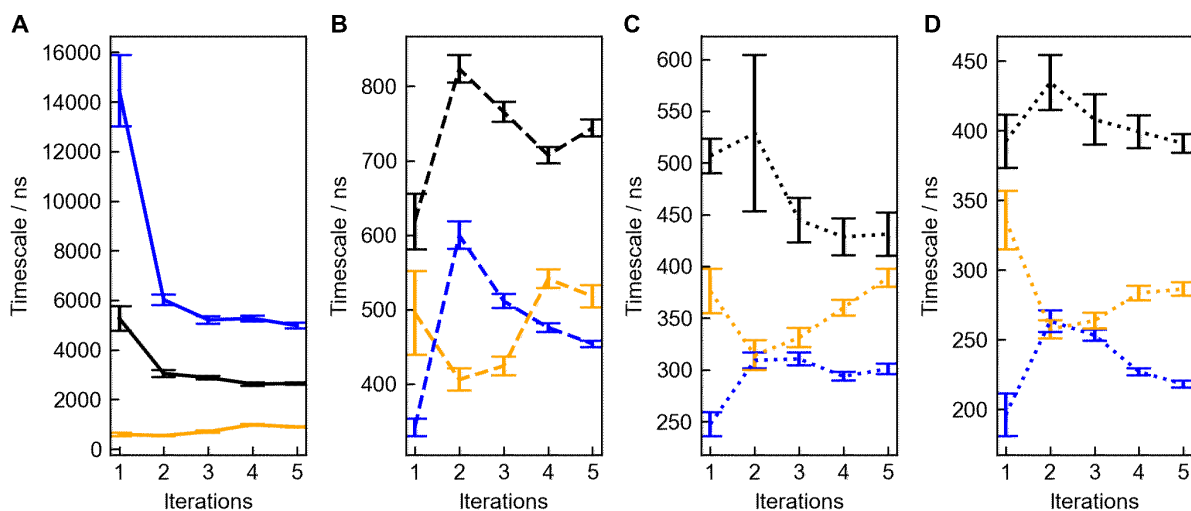 A
16000
14000
12000
10000
8000
6000
4000
2000
0
Timescale / ns
1 2 3 4 5
Iterations
B
800
700
600
500
400
Timescale / ns
1 2 3 4 5
Iterations
C
600
550
500
450
400
350
300
250
Timescale / ns
1 2 3 4 5
Iterations
D
450
400
350
300
250
200
Timescale / ns
1 2 3 4 5
Iterations